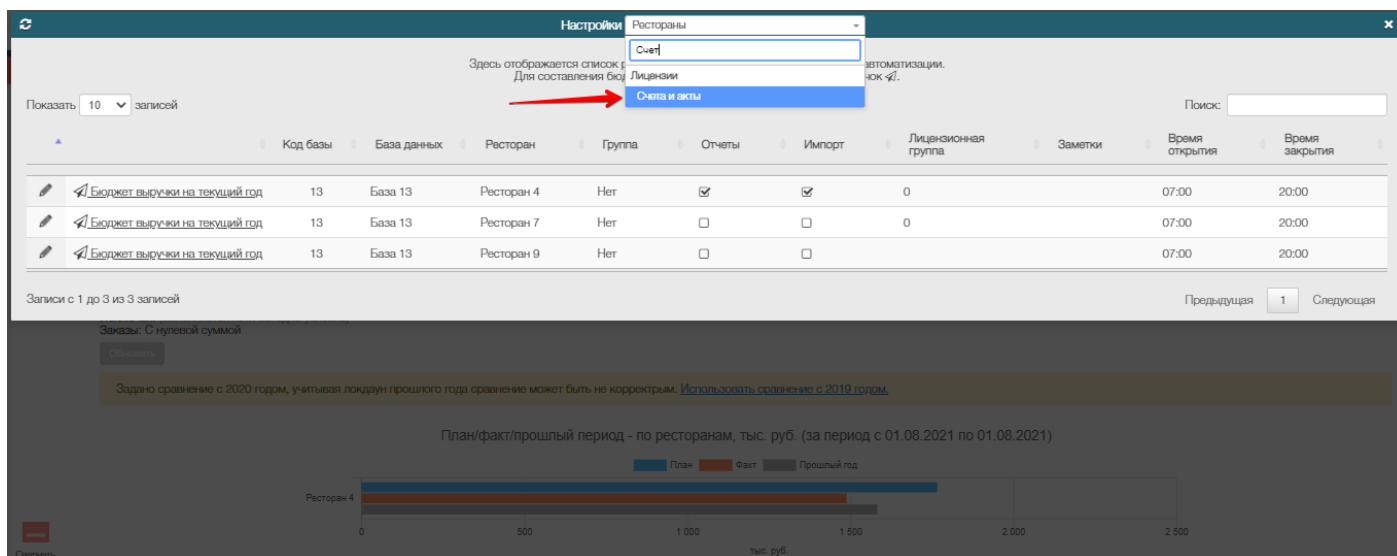 Настройки Рестораны
Счет
Здесь отображается список р автоматизации.
Для составления бюд нок
Лицензии
Счета и акты
Показать 10 записей
Поиск:
Код базы База данных Ресторан Группа Отчеты Импорт Лицензионная группа Заметки Время открытия Время закрытия
Бюджет выручки на текущий год 13 База 13 Ресторан 4 Нет 0 07:00 20:00
Бюджет выручки на текущий год 13 База 13 Ресторан 7 Нет 0 07:00 20:00
Бюджет выручки на текущий год 13 База 13 Ресторан 9 Нет 07:00 20:00
Записи с 1 до 3 из 3 записей
Предыдущая 1 Следующая
Заказы: С нулевой суммой
Обновить
Задано сравнение с 2020 годом, учитывая локдаун прошлого года сравнение может быть не корректрым. Использовать сравнение с 2019 годом.
План/факт/прошлый период - по ресторанам, тыс. руб. (за период с 01.08.2021 по 01.08.2021)
План Факт Прошлый год
Ресторан 4
0 500 1 000 1 500 2 000 2 500
тыс. руб.